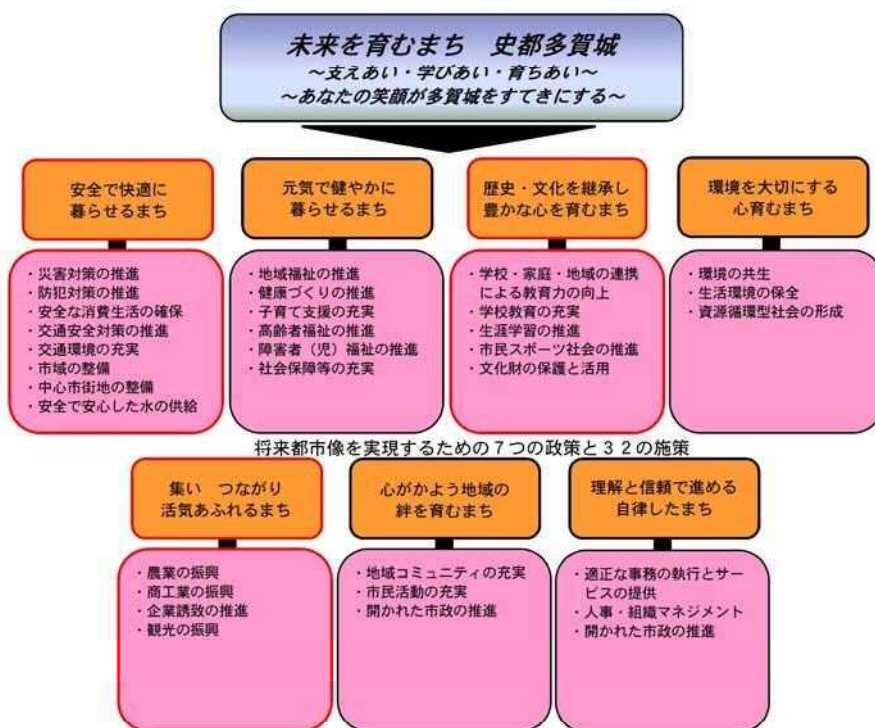 未来を育むまち　史都多賀城
～支えあい・学びあい・育ちあい～
～あなたの笑顔が多賀城をすてきにする～
安全で快適に
暮らせるまち
・災害対策の推進
・防犯対策の推進
・安全な消費生活の確保
・交通安全対策の推進
・交通環境の充実
・市域の整備
・中心市街地の整備
・安全で安心した水の供給
元気で健やかに
暮らせるまち
・地域福祉の推進
・健康づくりの推進
・子育て支援の充実
・高齢者福祉の推進
・障害者（児）福祉の推進
・社会保障等の充実
歴史・文化を継承し
豊かな心を育むまち
・学校・家庭・地域の連携
による教育力の向上
・学校教育の充実
・生涯学習の推進
・市民スポーツ社会の推進
・文化財の保護と活用
環境を大切にする
心育むまち
・環境の共生
・生活環境の保全
・資源循環型社会の形成
将来都市像を実現するための７つの政策と３２の施策
集い　つながり
活気あふれるまち
・農業の振興
・商工業の振興
・企業誘致の推進
・観光の振興
心がかよう地域の
絆を育むまち
・地域コミュニティの充実
・市民活動の充実
・開かれた市政の推進
理解と信頼で進める
自律したまち
・適正な事務の執行とサー
ビスの提供
・人事・組織マネジメント
・開かれた市政の推進